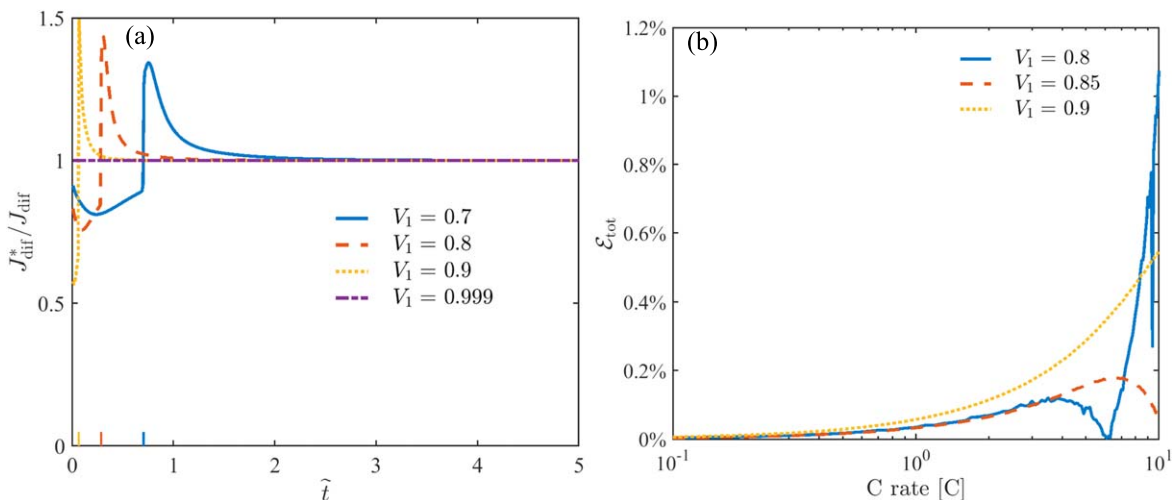 (a)
1.5
1
0.5
0
J*dif/Jdif
V1 = 0.7
V1 = 0.8
V1 = 0.9
V1 = 0.999
0 1 2 3 4 5
t̃
(b)
1.2%
1%
0.8%
0.6%
0.4%
0.2%
0%
ℰtot
V1 = 0.8
V1 = 0.85
V1 = 0.9
10-1 100 101
C rate [C]